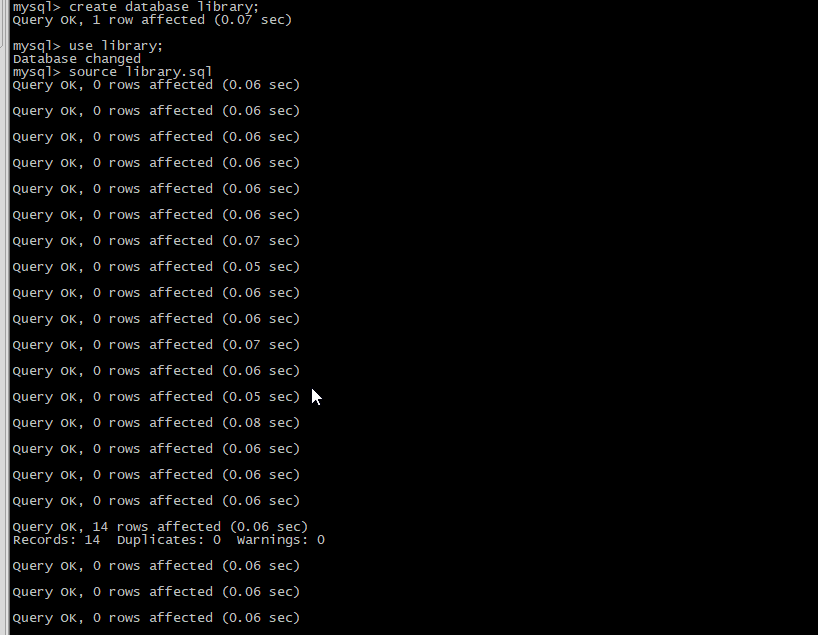 mysql> create database library;
Query OK, 1 row affected (0.07 sec)
mysql> use library;
Database changed
mysql> source library.sql
Query OK, 0 rows affected (0.06 sec)
Query OK, 0 rows affected (0.06 sec)
Query OK, 0 rows affected (0.06 sec)
Query OK, 0 rows affected (0.06 sec)
Query OK, 0 rows affected (0.06 sec)
Query OK, 0 rows affected (0.06 sec)
Query OK, 0 rows affected (0.07 sec)
Query OK, 0 rows affected (0.05 sec)
Query OK, 0 rows affected (0.06 sec)
Query OK, 0 rows affected (0.06 sec)
Query OK, 0 rows affected (0.07 sec)
Query OK, 0 rows affected (0.06 sec)
Query OK, 0 rows affected (0.05 sec)
Query OK, 0 rows affected (0.08 sec)
Query OK, 0 rows affected (0.06 sec)
Query OK, 0 rows affected (0.06 sec)
Query OK, 0 rows affected (0.06 sec)
Query OK, 14 rows affected (0.06 sec)
Records: 14  Duplicates: 0  Warnings: 0
Query OK, 0 rows affected (0.06 sec)
Query OK, 0 rows affected (0.06 sec)
Query OK, 0 rows affected (0.06 sec)